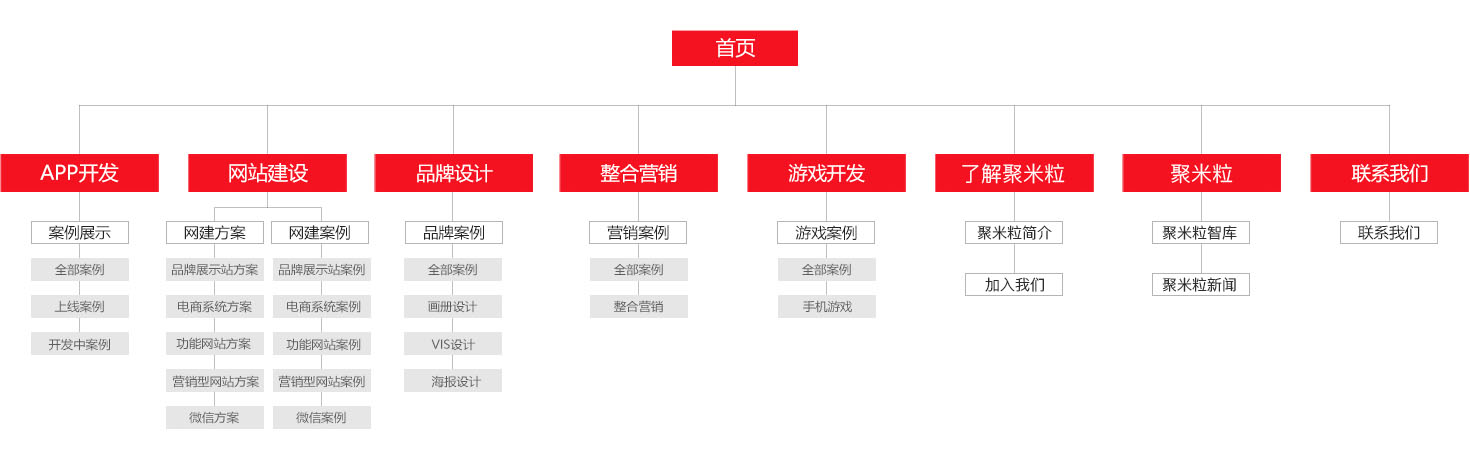 首页
APP开发
网站建设
品牌设计
整合营销
游戏开发
了解聚米粒
聚米粒
联系我们
案例展示
网建方案
网建案例
品牌案例
营销案例
游戏案例
聚米粒简介
聚米粒智库
联系我们
全部案例
品牌展示站方案
品牌展示站案例
全部案例
全部案例
全部案例
加入我们
聚米粒新闻
上线案例
电商系统方案
电商系统案例
画册设计
整合营销
手机游戏
开发中案例
功能网站方案
功能网站案例
VIS设计
营销型网站方案
营销型网站案例
海报设计
微信方案
微信案例